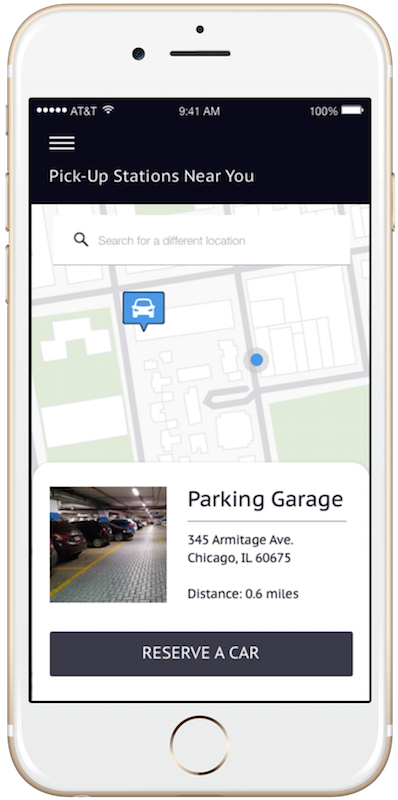 ●●●●● AT&T 9:41 AM 100%
Pick-Up Stations Near You
Search for a different location
Parking Garage
345 Armitage Ave.
Chicago, IL 60675
Distance: 0.6 miles
RESERVE A CAR